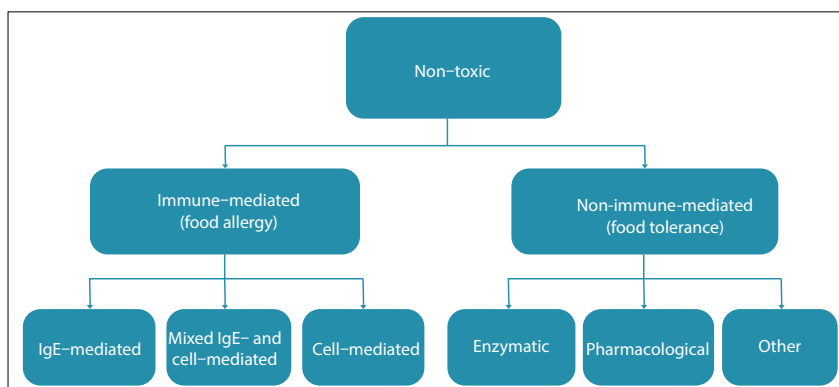 Non−toxic
Immune−mediated
(food allergy)
Non-immune-mediated
(food tolerance)
IgE−mediated
Mixed IgE− and
cell−mediated
Cell−mediated
Enzymatic
Pharmacological
Other